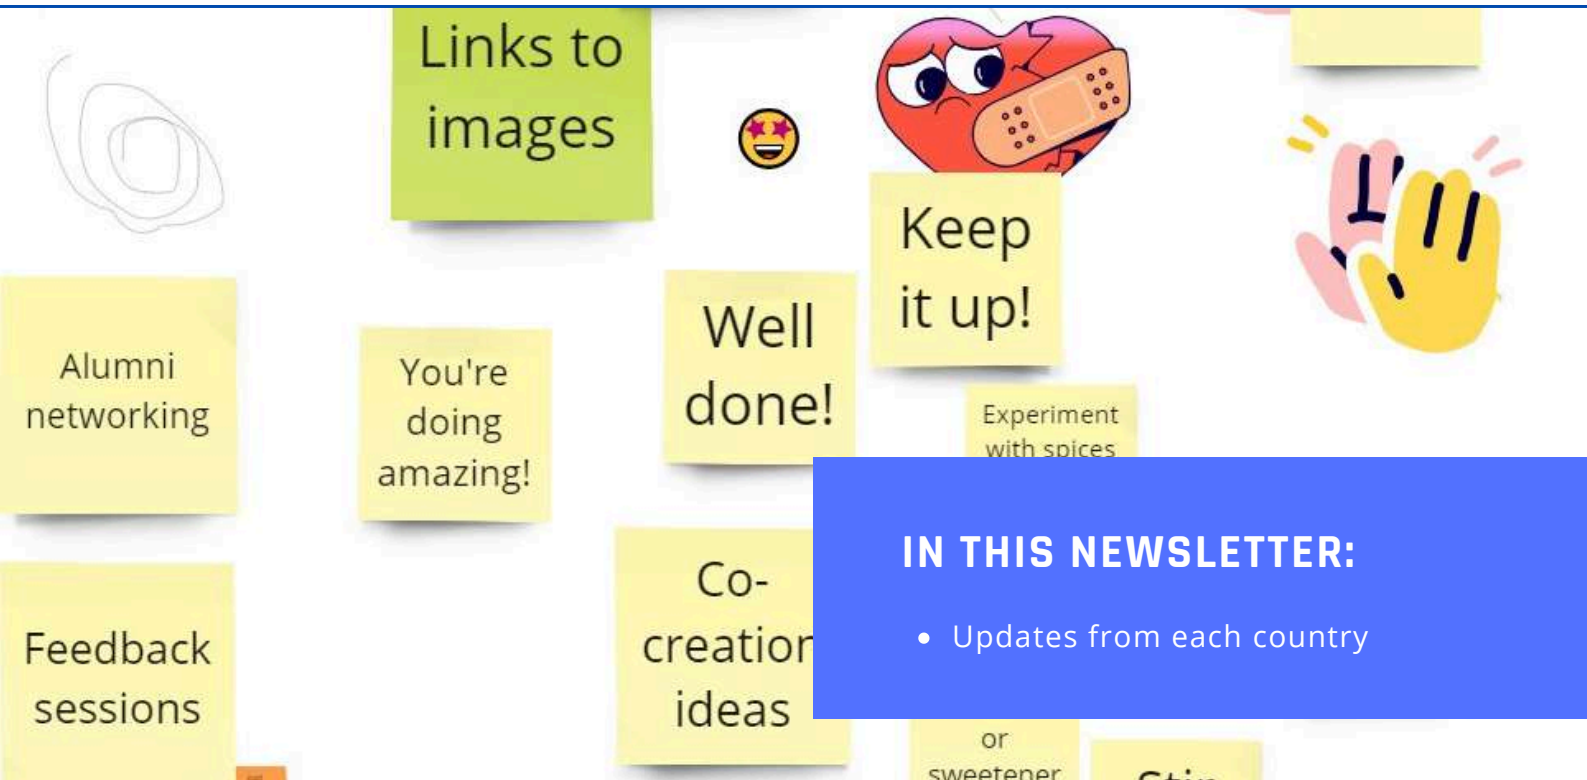 Links to
images
Keep
it up!
Well
done!
Alumni
networking
You're
doing
amazing!
Experiment
with spices
IN THIS NEWSLETTER:
• Updates from each country
Feedback
sessions
Co-
creation
ideas
or
sweetener